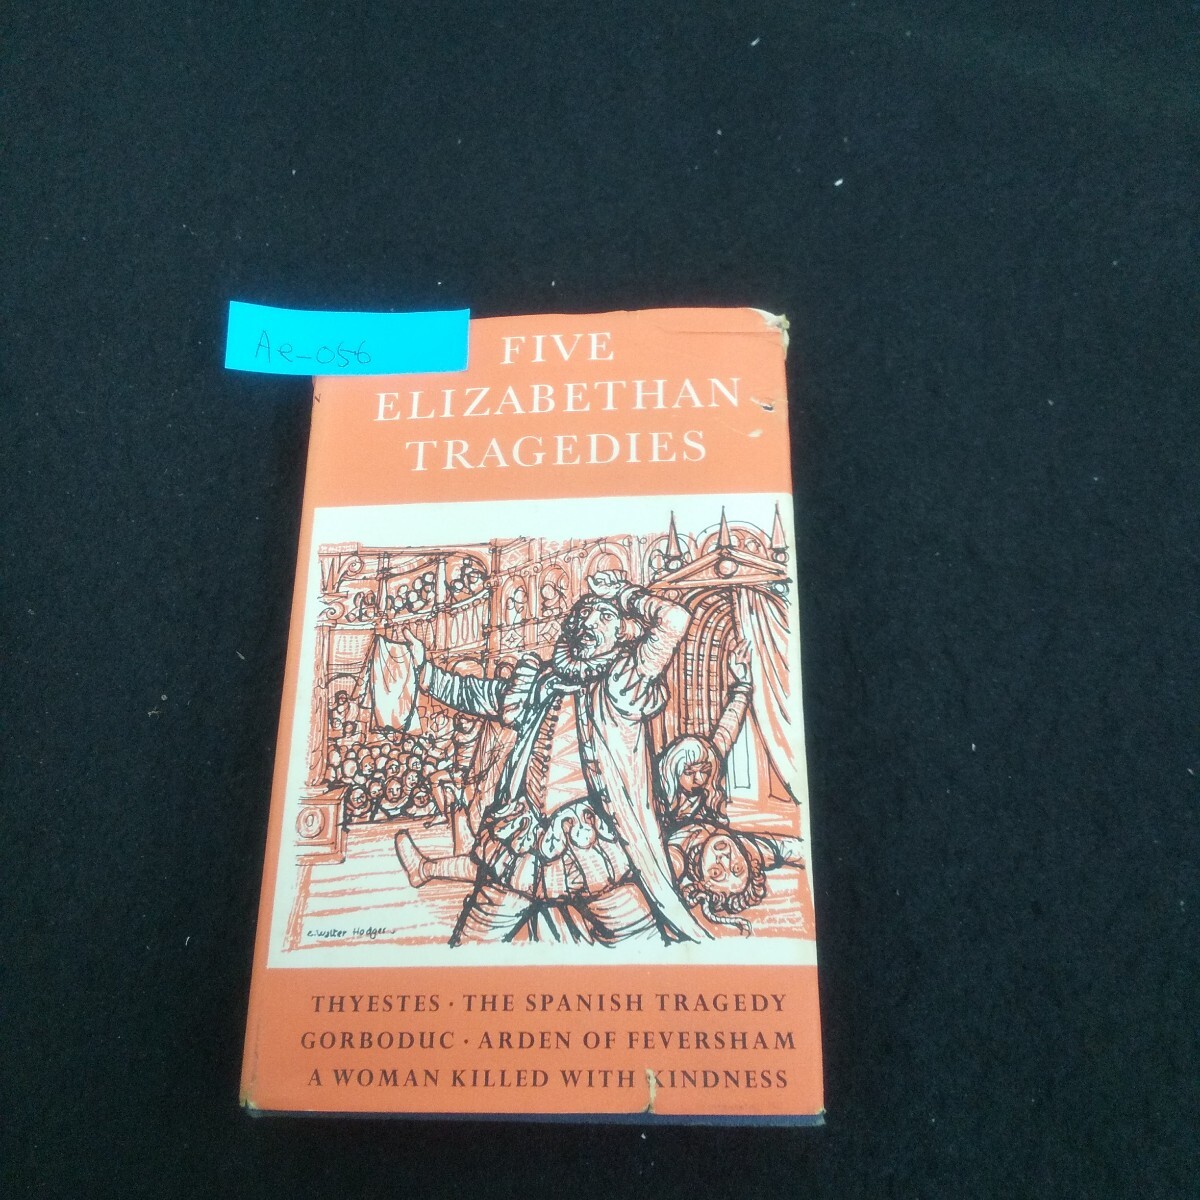 Ae-056
FIVE
ELIZABETHAN
TRAGEDIES
C. Walter Hodges
THYESTES · THE SPANISH TRAGEDY
GORBODUC · ARDEN OF FEVERSHAM
A WOMAN KILLED WITH KINDNESS